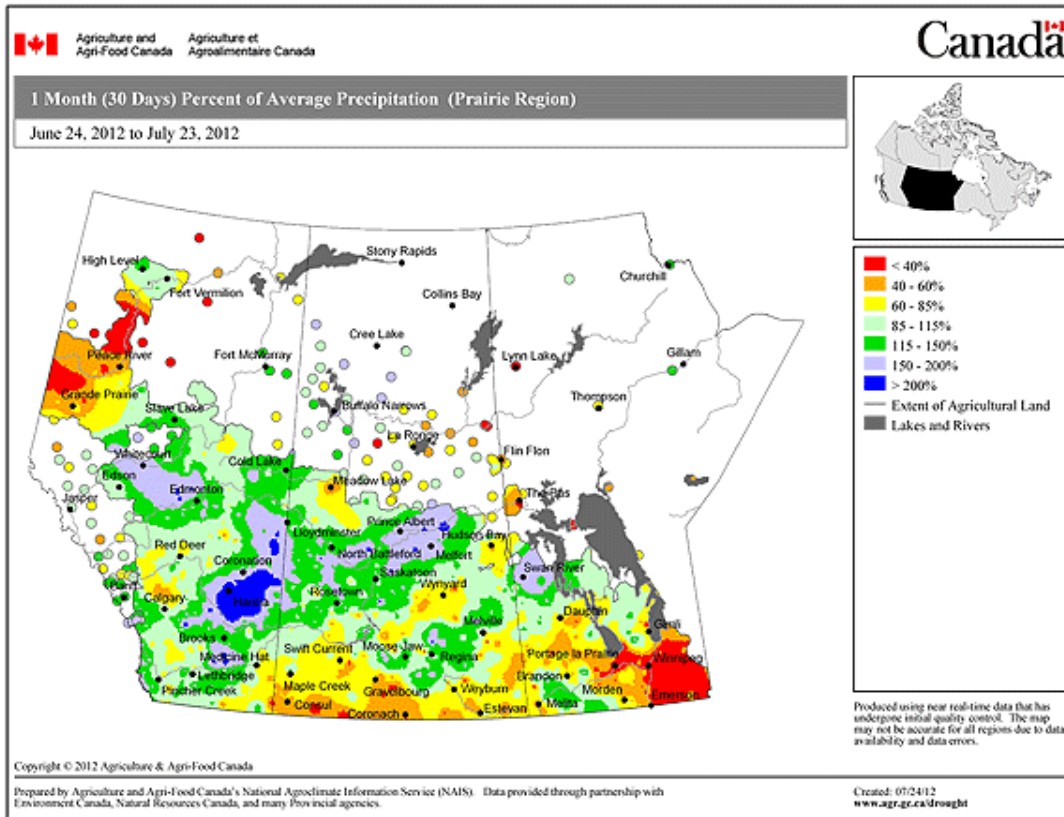 Agriculture and
Agri-Food Canada
Agriculture et
Agroalimentaire Canada
Canada
1 Month (30 Days) Percent of Average Precipitation (Prairie Region)
June 24, 2012 to July 23, 2012
High Level
Fort Vermilion
Stony Rapids
Churchill
Collins Bay
Cree Lake
Peace River
Fort McMurray
Lynn Lake
Gillam
Grande Prairie
Slave Lake
Buffalo Narrows
Thompson
La Ronge
Whitecourt
Cold Lake
Flin Flon
Edson
Edmonton
Meadow Lake
Jasper
The Pas
Lloydminster
Prince Albert
Red Deer
North Battleford
Melfort
Hudson Bay
Coronation
Saskatoon
Swan River
Banff
Hanna
Rosetown
Wynyard
Calgary
Dauphin
Brooks
Melville
Gimli
Medicine Hat
Swift Current
Moose Jaw
Regina
Portage la Prairie
Winnipeg
Lethbridge
Pincher Creek
Maple Creek
Gravelbourg
Weyburn
Brandon
Morden
Consul
Coronach
Estevan
Melita
Emerson
< 40%
40 - 60%
60 - 85%
85 - 115%
115 - 150%
150 - 200%
> 200%
Extent of Agricultural Land
Lakes and Rivers
Produced using near real-time data that has
undergone initial quality control. The map
may not be accurate for all regions due to data
availability and data errors.
Copyright © 2012 Agriculture & Agri-Food Canada
Prepared by Agriculture and Agri-Food Canada's National Agroclimate Information Service (NAIS). Data provided through partnership with
Environment Canada, Natural Resources Canada, and many Provincial agencies.
Created: 07/24/12
www.agr.gc.ca/drought